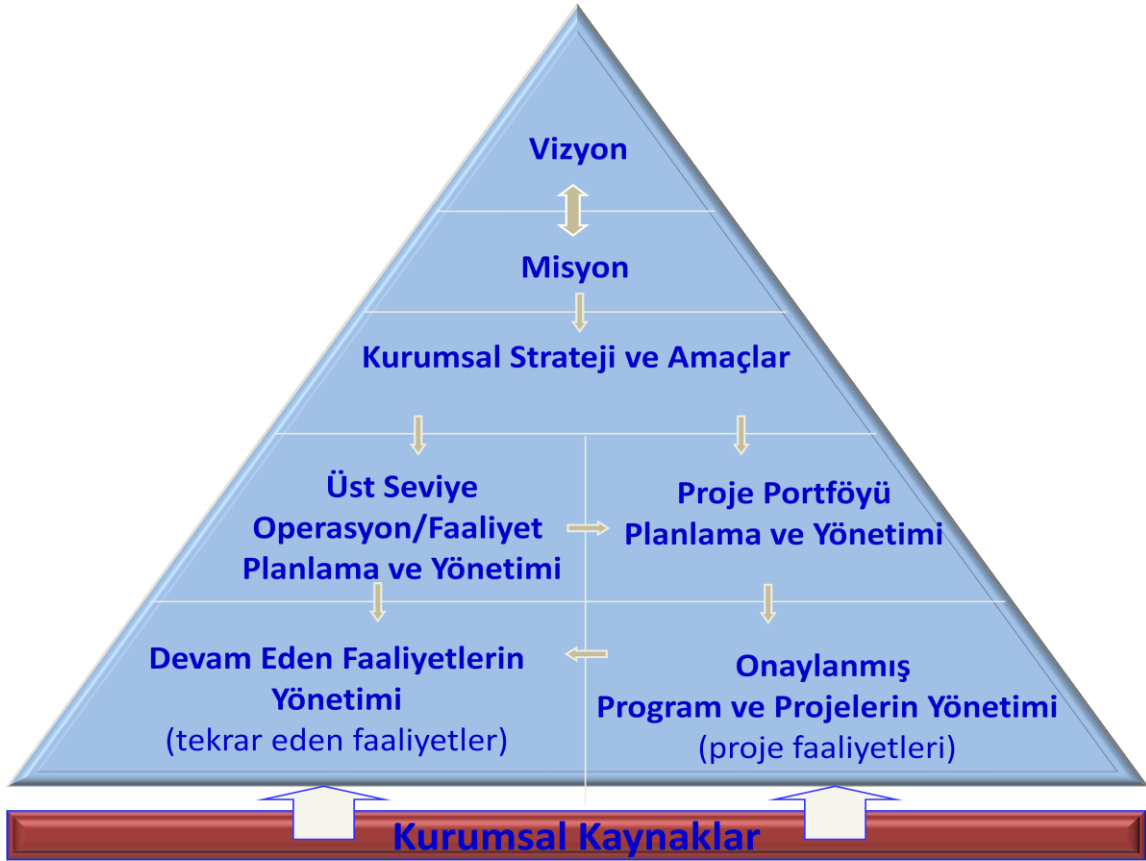 Vizyon
Misyon
Kurumsal Strateji ve Amaçlar
Üst Seviye
Operasyon/Faaliyet
Planlama ve Yönetimi
Proje Portföyü
Planlama ve Yönetimi
Devam Eden Faaliyetlerin
Yönetimi
(tekrar eden faaliyetler)
Onaylanmış
Program ve Projelerin Yönetimi
(proje faaliyetleri)
Kurumsal Kaynaklar